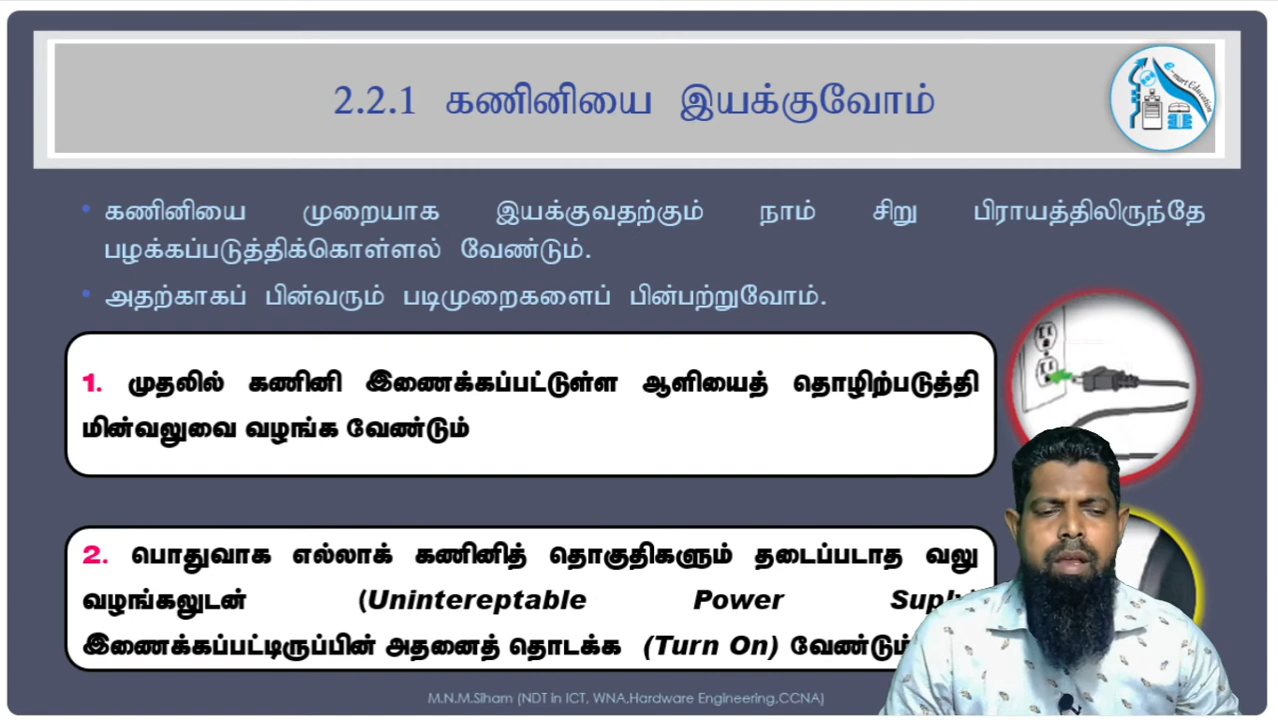 2.2.1 கணினியை இயக்குவோம்
e-mart Education
• கணினியை முறையாக இயக்குவதற்கும் நாம் சிறு பிராயத்திலிருந்தே
பழக்கப்படுத்திக்கொள்ளல் வேண்டும்.
• அதற்காகப் பின்வரும் படிமுறைகளைப் பின்பற்றுவோம்.
1. முதலில் கணினி இணைக்கப்பட்டுள்ள ஆளியைத் தொழிற்படுத்தி
மின்வலுவை வழங்க வேண்டும்
2. பொதுவாக எல்லாக் கணினித் தொகுதிகளும் தடைப்படாத வலு
வழங்கலுடன் (Unintereptable Power
இணைக்கப்பட்டிருப்பின் அதனைத் தொடக்க (Turn On) வேண்டும்
M.N.M.Siham (NDT in ICT, WNA,Hardware Engineering,CCNA)